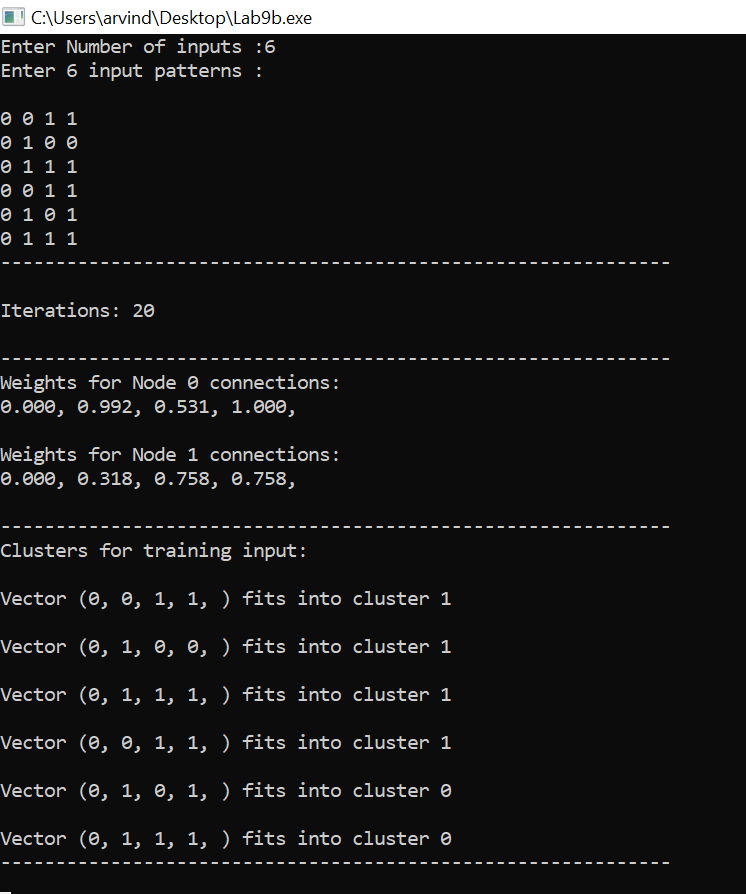 C:\Users\arvind\Desktop\Lab9b.exe
Enter Number of inputs :6
Enter 6 input patterns :
0 0 1 1
0 1 0 0
0 1 1 1
0 0 1 1
0 1 0 1
0 1 1 1
-------------------------------------------------------------
Iterations: 20
-------------------------------------------------------------
Weights for Node 0 connections:
0.000, 0.992, 0.531, 1.000,
Weights for Node 1 connections:
0.000, 0.318, 0.758, 0.758,
-------------------------------------------------------------
Clusters for training input:
Vector (0, 0, 1, 1, ) fits into cluster 1
Vector (0, 1, 0, 0, ) fits into cluster 1
Vector (0, 1, 1, 1, ) fits into cluster 1
Vector (0, 0, 1, 1, ) fits into cluster 1
Vector (0, 1, 0, 1, ) fits into cluster 0
Vector (0, 1, 1, 1, ) fits into cluster 0
-------------------------------------------------------------